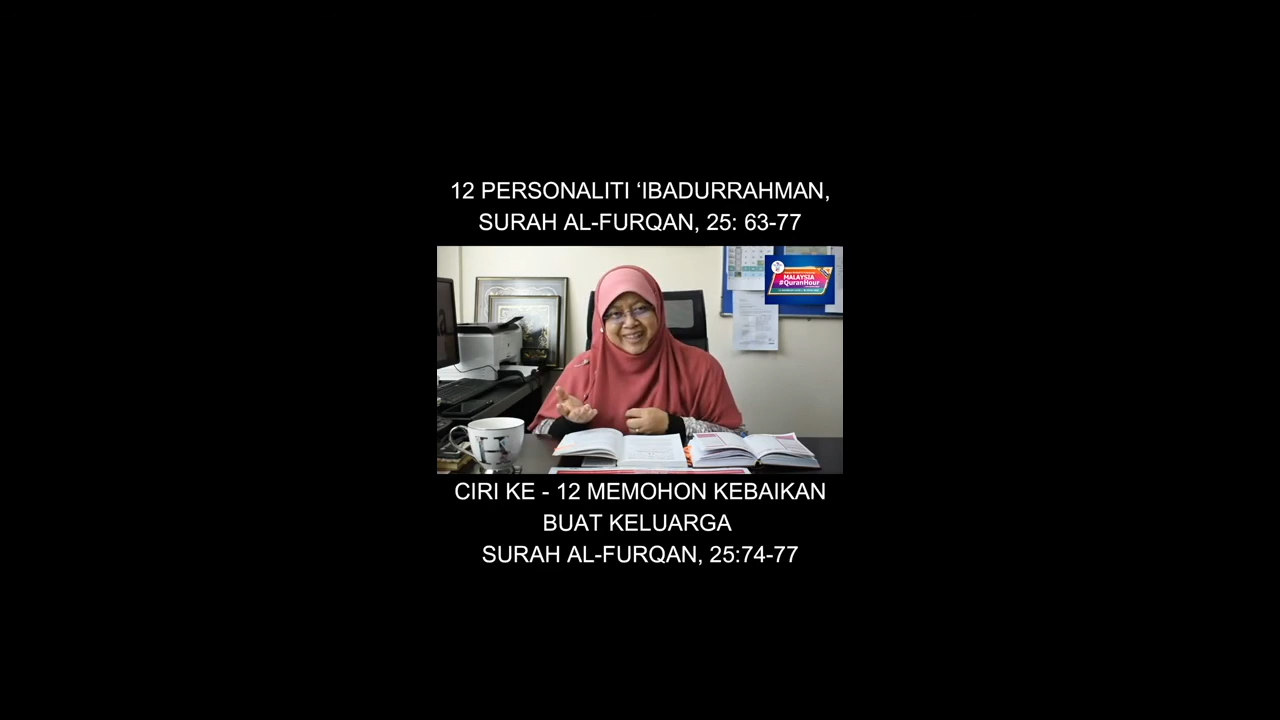 12 PERSONALITI ‘IBADURRAHMAN,
SURAH AL-FURQAN, 25: 63-77
MALAYSIA
#QuranHour
CIRI KE - 12 MEMOHON KEBAIKAN
BUAT KELUARGA
SURAH AL-FURQAN, 25:74-77